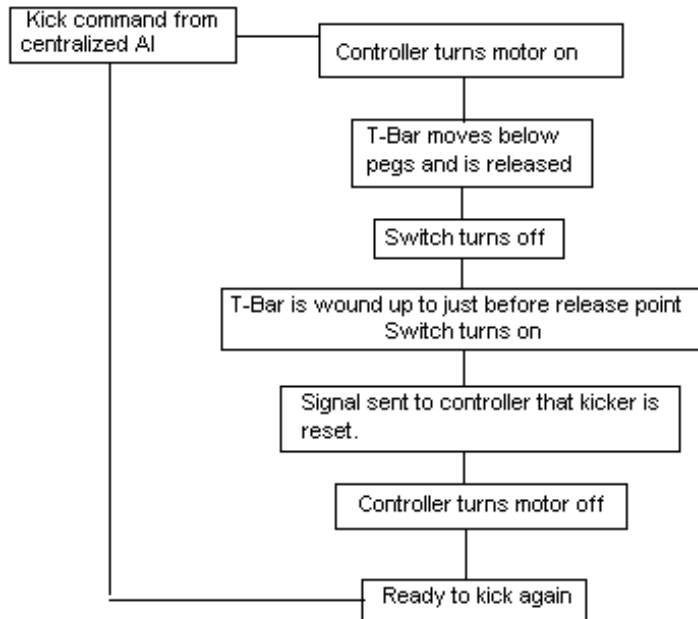 Kick command from
centralized AI
Controller turns motor on
T-Bar moves below
pegs and is released
Switch turns off
T-Bar is wound up to just before release point
Switch turns on
Signal sent to controller that kicker is
reset.
Controller turns motor off
Ready to kick again